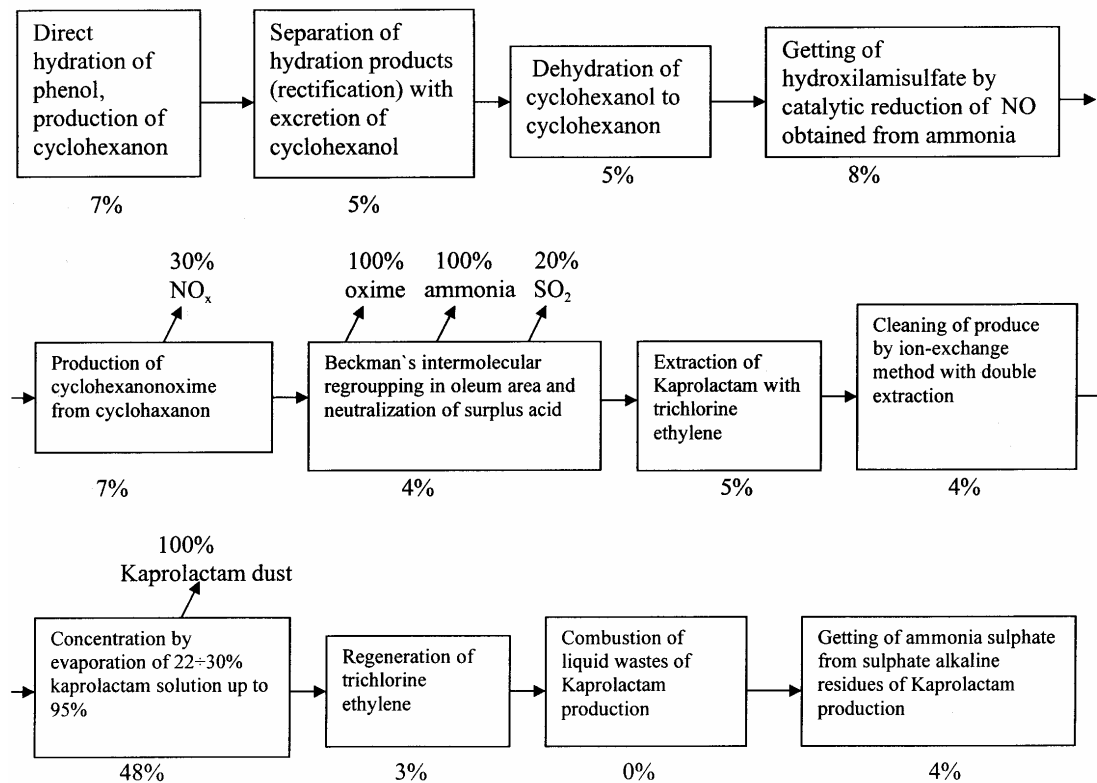 Direct
hydration of
phenol,
production of
cyclohexanon
Separation of
hydration products
(rectification) with
excretion of
cyclohexanol
Dehydration of
cyclohexanol to
cyclohexanon
Getting of
hydroxilamisulfate by
catalytic reduction of NO
obtained from ammonia
7%
5%
5%
8%
30%
NOx
100%
oxime
100%
ammonia
20%
SO2
Production of
cyclohexanonoxime
from cyclohaxanon
Beckman`s intermolecular
regroupping in oleum area and
neutralization of surplus acid
Extraction of
Kaprolactam with
trichlorine
ethylene
Cleaning of produce
by ion-exchange
method with double
extraction
7%
4%
5%
4%
100%
Kaprolactam dust
Concentration by
evaporation of 22÷30%
kaprolactam solution up to
95%
Regeneration of
trichlorine
ethylene
Combustion of
liquid wastes of
Kaprolactam
production
Getting of ammonia sulphate
from sulphate alkaline
residues of Kaprolactam
production
48%
3%
0%
4%